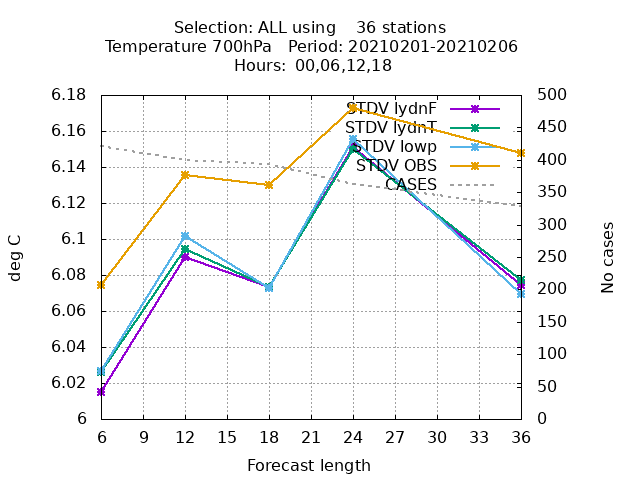 Selection: ALL using    36 stations
Temperature 700hPa   Period: 20210201-20210206
Hours:  00,06,12,18
6.18
6.16
6.14
6.12
6.1
6.08
6.06
6.04
6.02
6
500
450
400
350
300
250
200
150
100
50
0
STDV lydnF
STDV lydnT
STDV lowp
STDV OBS
CASES
deg C
No cases
6 9 12 15 18 21 24 27 30 33 36
Forecast length